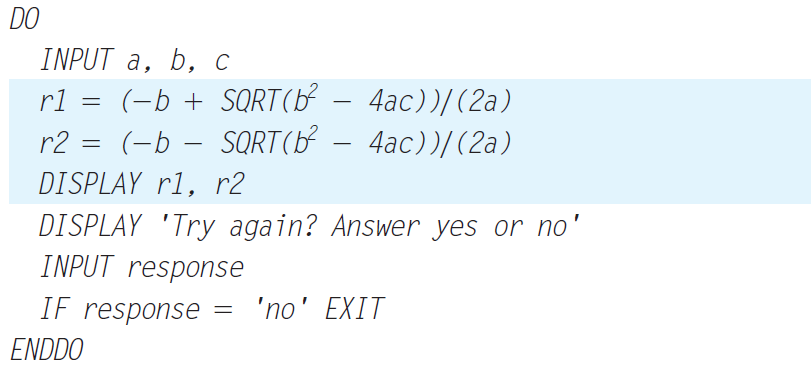 DO
INPUT a, b, c
r1 = (−b + SQRT(b² − 4ac))/(2a)
r2 = (−b − SQRT(b² − 4ac))/(2a)
DISPLAY r1, r2
DISPLAY 'Try again? Answer yes or no'
INPUT response
IF response = 'no' EXIT
ENDDO